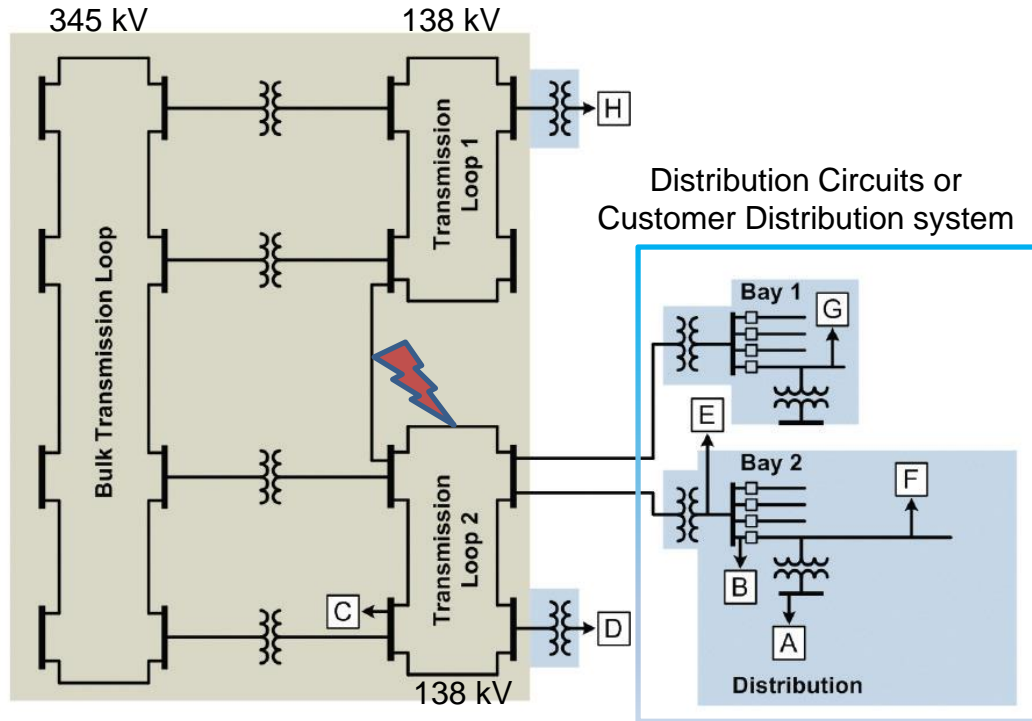 345 kV
138 kV
Bulk Transmission Loop
Transmission
Loop 1
H
Distribution Circuits or
Customer Distribution system
Bay 1
G
E
Bay 2
F
B
A
Distribution
Transmission
Loop 2
C
D
138 kV